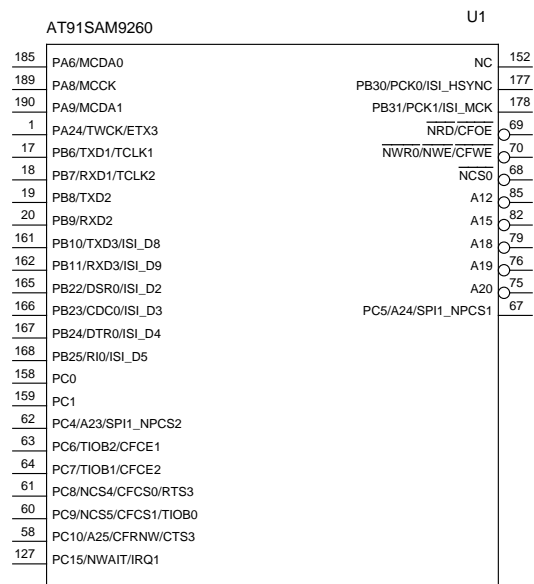 AT91SAM9260
U1
185 PA6/MCDA0
189 PA8/MCCK
190 PA9/MCDA1
1 PA24/TWCK/ETX3
17 PB6/TXD1/TCLK1
18 PB7/RXD1/TCLK2
19 PB8/TXD2
20 PB9/RXD2
161 PB10/TXD3/ISI_D8
162 PB11/RXD3/ISI_D9
165 PB22/DSR0/ISI_D2
166 PB23/CDC0/ISI_D3
167 PB24/DTR0/ISI_D4
168 PB25/RI0/ISI_D5
158 PC0
159 PC1
62 PC4/A23/SPI1_NPCS2
63 PC6/TIOB2/CFCE1
64 PC7/TIOB1/CFCE2
61 PC8/NCS4/CFCS0/RTS3
60 PC9/NCS5/CFCS1/TIOB0
58 PC10/A25/CFRNW/CTS3
127 PC15/NWAIT/IRQ1
NC 152
PB30/PCK0/ISI_HSYNC 177
PB31/PCK1/ISI_MCK 178
NRD/CFOE 69
NWR0/NWE/CFWE 70
NCS0 68
A12 85
A15 82
A18 79
A19 76
A20 75
PC5/A24/SPI1_NPCS1 67